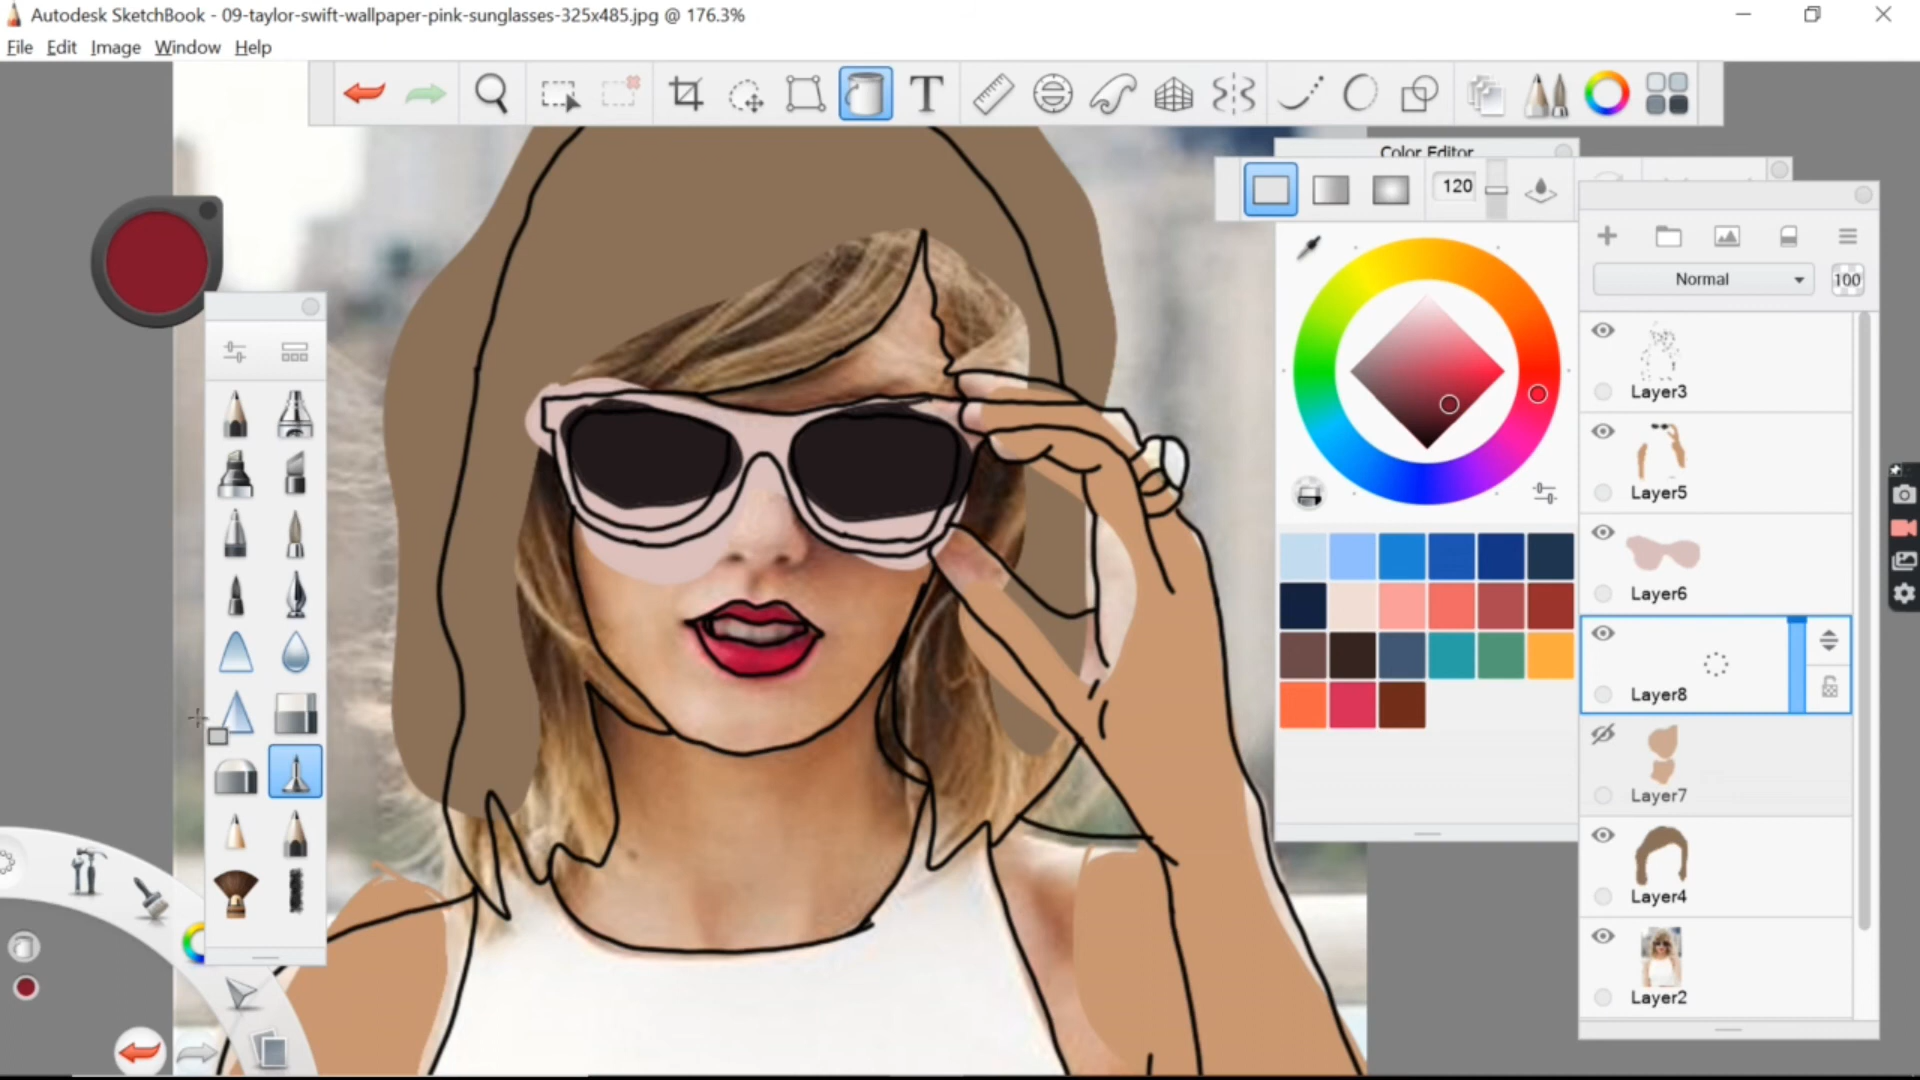 Autodesk SketchBook - 09-taylor-swift-wallpaper-pink-sunglasses-325x485.jpg @ 176.3%
File Edit Image Window Help
T
Color Editor
120
Normal
100
Layer3
Layer5
Layer6
Layer8
Layer7
Layer4
Layer2